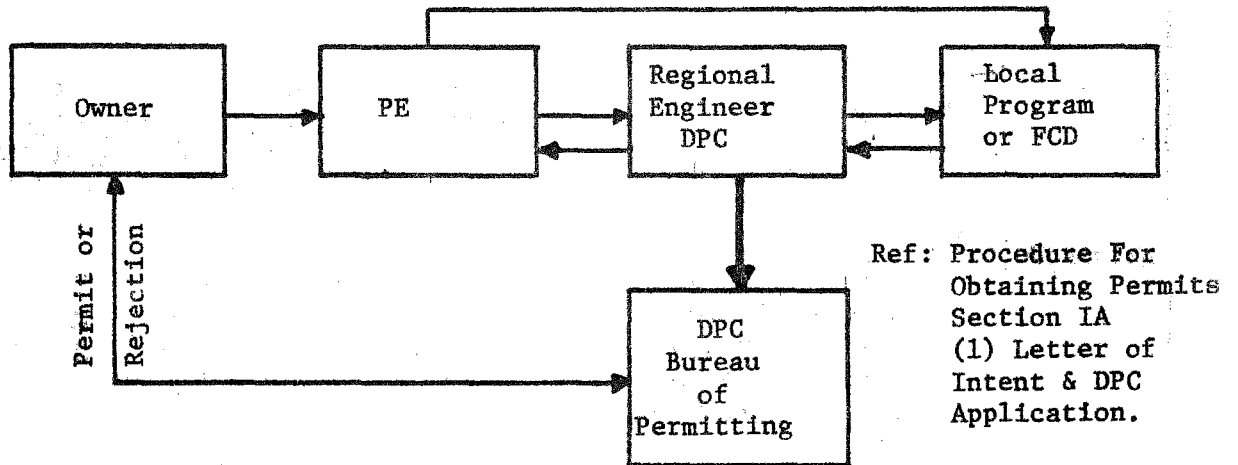 Owner
PE
Regional
Engineer
DPC
Local
Program
or FCD
Permit or
Rejection
DPC
Bureau
of
Permitting
Ref: Procedure For
Obtaining Permits
Section IA
(1) Letter of
Intent & DPC
Application.